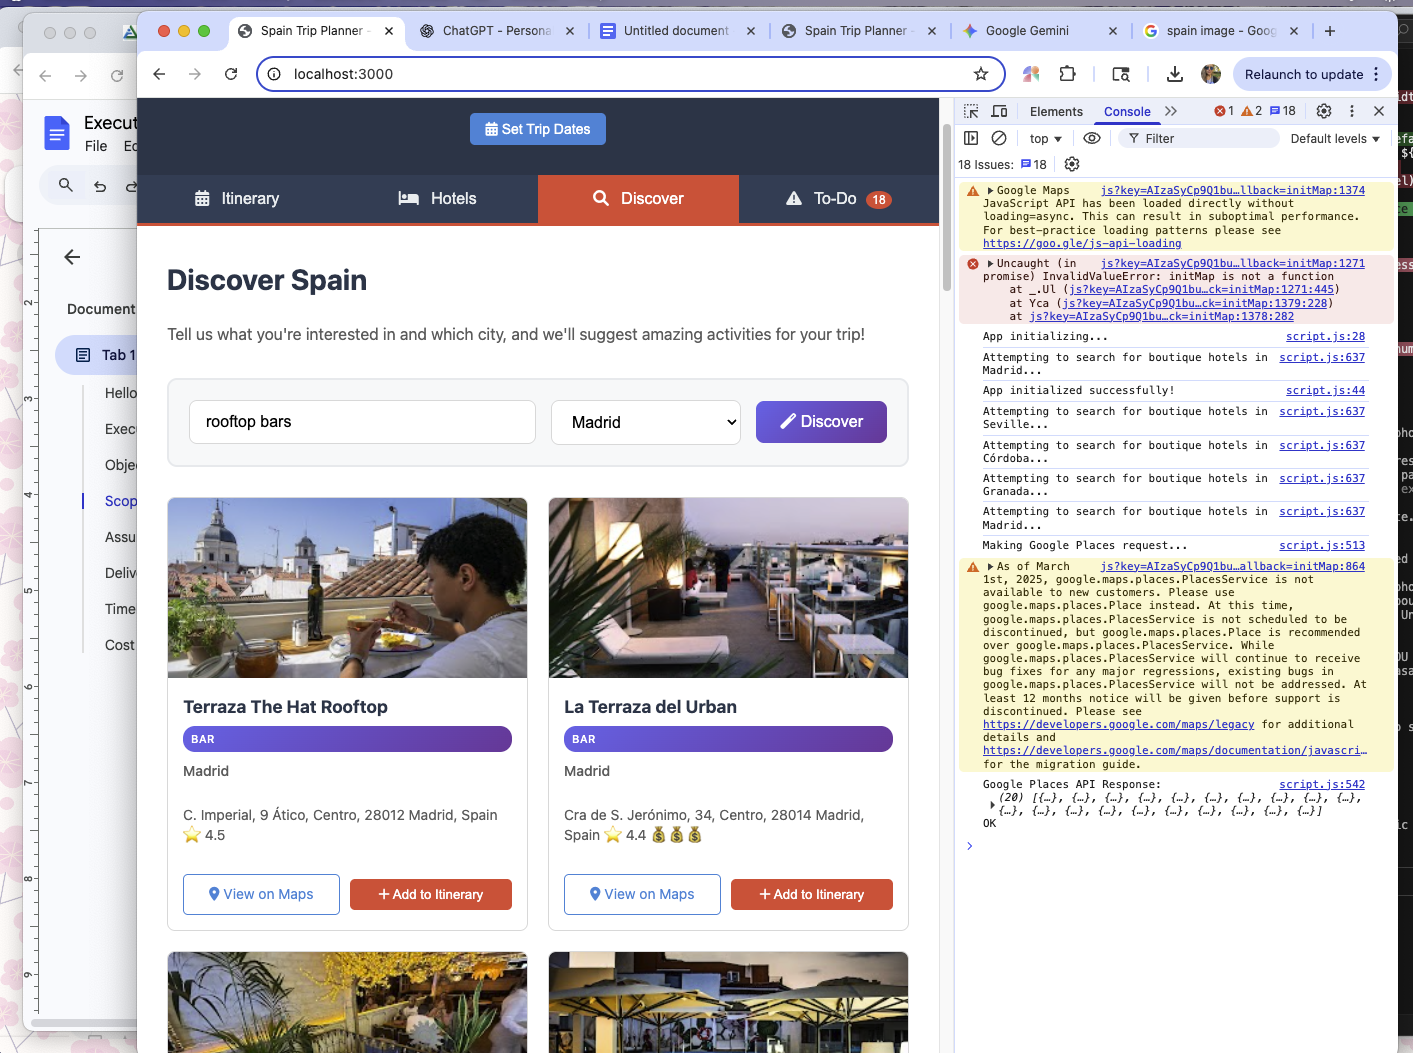 Spain Trip Planner -
ChatGPT - Persona
Untitled document
Spain Trip Planner -
Google Gemini
spain image - Goog
localhost:3000
Relaunch to update
Execut
File
Ed
Document
Tab 1
Hello
Execu
Objec
Scop
Assu
Delive
Time
Cost
2
3
4
5
6
7
8
9
Set Trip Dates
Itinerary
Hotels
Discover
To-Do 18
Discover Spain
Tell us what you're interested in and which city, and we'll suggest amazing activities for your trip!
rooftop bars
Madrid
Discover
Terraza The Hat Rooftop
BAR
Madrid
C. Imperial, 9 Ático, Centro, 28012 Madrid, Spain
⭐ 4.5
View on Maps
+ Add to Itinerary
La Terraza del Urban
BAR
Madrid
Cra de S. Jerónimo, 34, Centro, 28014 Madrid,
Spain ⭐ 4.4 💰💰💰
View on Maps
+ Add to Itinerary
Elements
Console
1
2
18
top
Filter
Default levels
18 Issues: 18
Google Maps js?key=AIzaSyCp9Q1bu…llback=initMap:1374
JavaScript API has been loaded directly without
loading=async. This can result in suboptimal performance.
For best-practice loading patterns please see
https://goo.gle/js-api-loading
Uncaught (in js?key=AIzaSyCp9Q1bu…llback=initMap:1271
promise) InvalidValueError: initMap is not a function
at _.Ul (js?key=AIzaSyCp9Q1bu…ck=initMap:1271:445)
at Yca (js?key=AIzaSyCp9Q1bu…ck=initMap:1379:228)
at js?key=AIzaSyCp9Q1bu…ck=initMap:1378:282
App initializing... script.js:28
Attempting to search for boutique hotels in script.js:637
Madrid...
App initialized successfully! script.js:44
Attempting to search for boutique hotels in script.js:637
Seville...
Attempting to search for boutique hotels in script.js:637
Córdoba...
Attempting to search for boutique hotels in script.js:637
Granada...
Attempting to search for boutique hotels in script.js:637
Madrid...
Making Google Places request... script.js:513
As of March js?key=AIzaSyCp9Q1bu…allback=initMap:864
1st, 2025, google.maps.places.PlacesService is not
available to new customers. Please use
google.maps.places.Place instead. At this time,
google.maps.places.PlacesService is not scheduled to be
discontinued, but google.maps.places.Place is recommended
over google.maps.places.PlacesService. While
google.maps.places.PlacesService will continue to receive
bug fixes for any major regressions, existing bugs in
google.maps.places.PlacesService will not be addressed. At
least 12 months notice will be given before support is
discontinued. Please see
https://developers.google.com/maps/legacy for additional
details and
https://developers.google.com/maps/documentation/javascri…
for the migration guide.
Google Places API Response: script.js:542
(20) [{…}, {…}, {…}, {…}, {…}, {…}, {…}, {…}, {…}, {…},
{…}, {…}, {…}, {…}, {…}, {…}, {…}, {…}, {…}, {…}]
OK